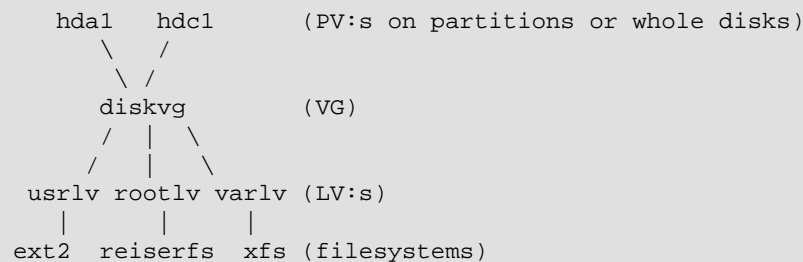 hda1 hdc1 (PV:s on partitions or whole disks)
diskvg (VG)
usrlv rootlv varlv (LV:s)
ext2 reiserfs xfs (filesystems)